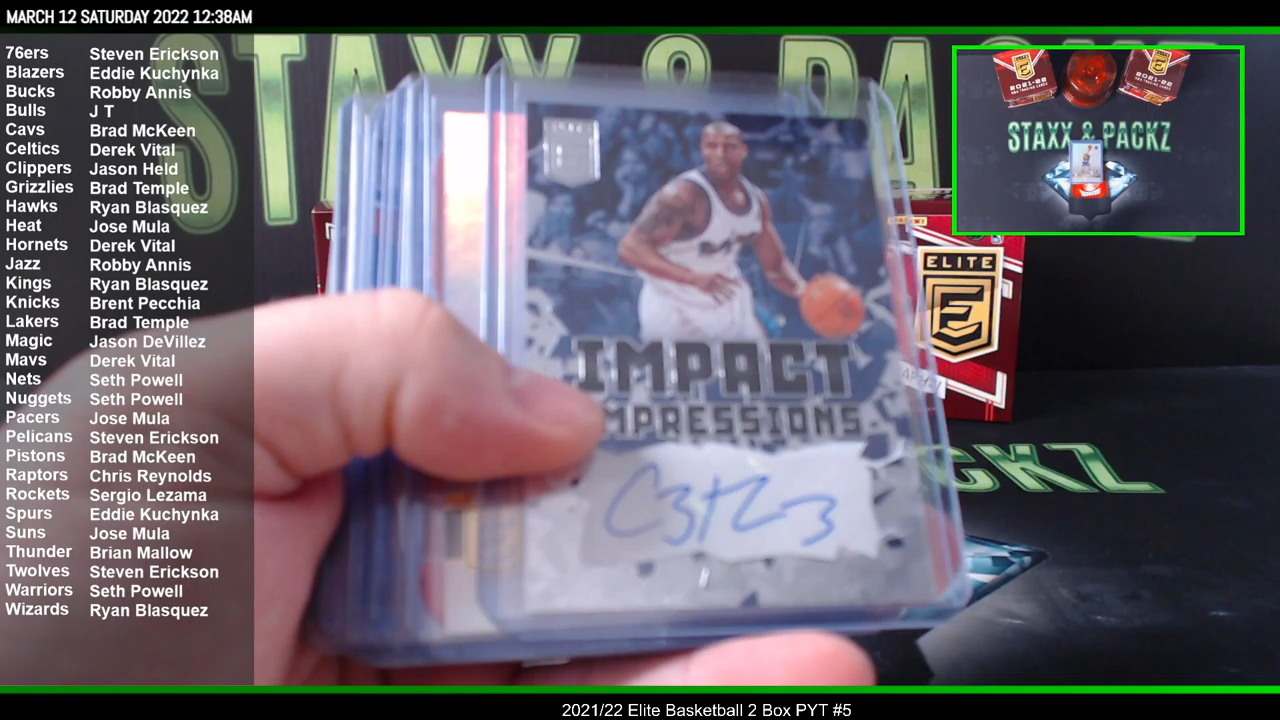 MARCH 12 SATURDAY 2022 12:38AM
76ers Steven Erickson
Blazers Eddie Kuchynka
Bucks Robby Annis
Bulls J T
Cavs Brad McKeen
Celtics Derek Vital
Clippers Jason Held
Grizzlies Brad Temple
Hawks Ryan Blasquez
Heat Jose Mula
Hornets Derek Vital
Jazz Robby Annis
Kings Ryan Blasquez
Knicks Brent Pecchia
Lakers Brad Temple
Magic Jason DeVillez
Mavs Derek Vital
Nets Seth Powell
Nuggets Seth Powell
Pacers Jose Mula
Pelicans Steven Erickson
Pistons Brad McKeen
Raptors Chris Reynolds
Rockets Sergio Lezama
Spurs Eddie Kuchynka
Suns Jose Mula
Thunder Brian Mallow
Twolves Steven Erickson
Warriors Seth Powell
Wizards Ryan Blasquez
STAXX & PACKZ
IMPACT
IMPRESSIONS
ELITE
E
CKZ
2021-22
2021-22
STAXX & PACKZ
2021/22 Elite Basketball 2 Box PYT #5